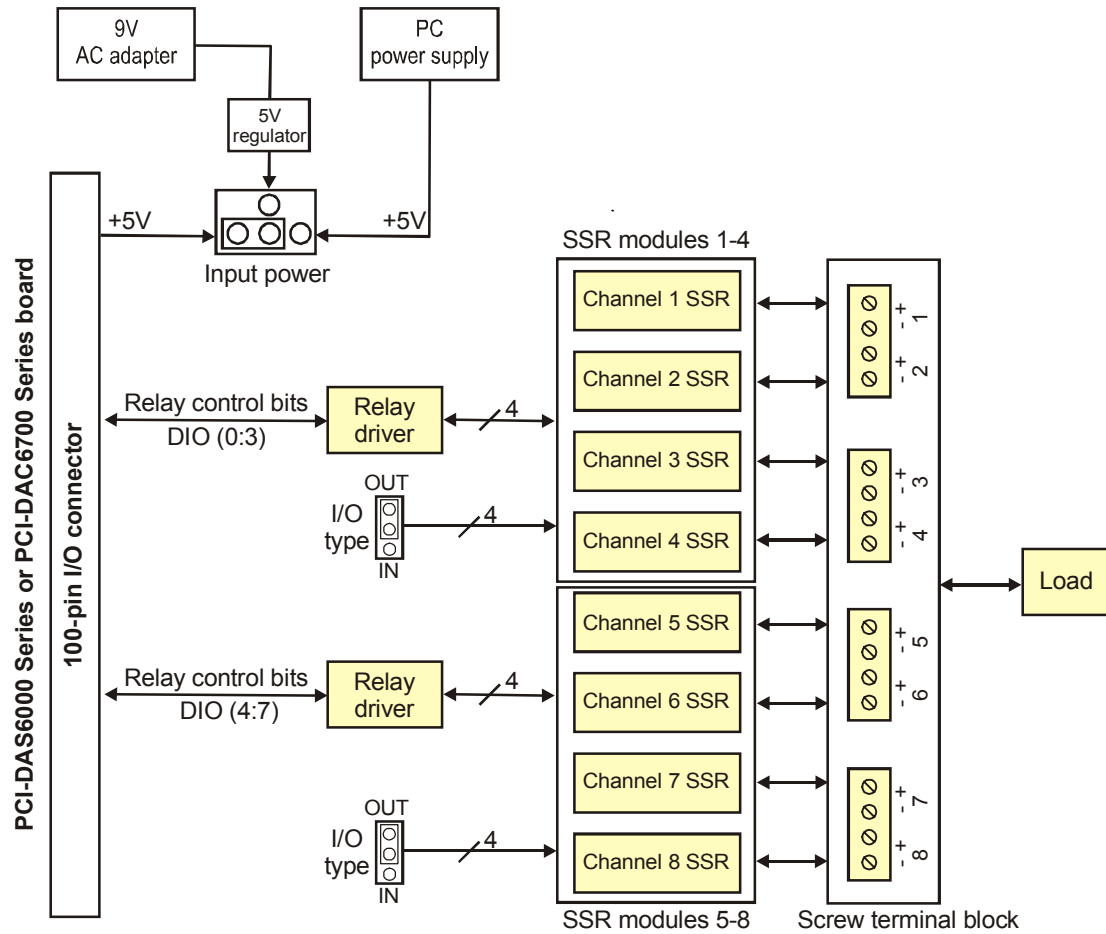 9V
AC adapter
PC
power supply
5V
regulator
+5V
+5V
Input power
PCI-DAS6000 Series or PCI-DAC6700 Series board
100-pin I/O connector
SSR modules 1-4
Channel 1 SSR
Channel 2 SSR
Channel 3 SSR
Channel 4 SSR
Relay control bits
DIO (0:3)
Relay
driver
4
OUT
I/O
type
IN
4
Channel 5 SSR
Channel 6 SSR
Channel 7 SSR
Channel 8 SSR
SSR modules 5-8
Relay control bits
DIO (4:7)
Relay
driver
4
OUT
I/O
type
IN
4
- +
1
- +
2
- +
3
- +
4
- +
5
- +
6
- +
7
- +
8
Screw terminal block
Load